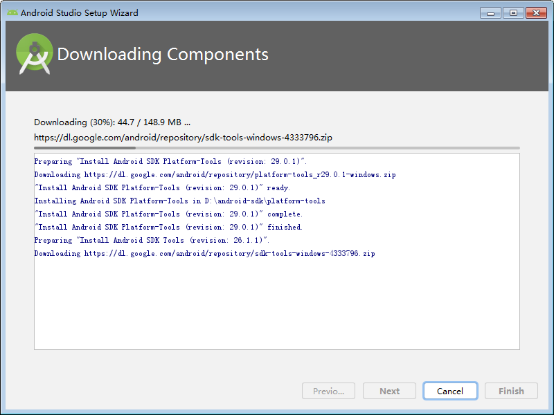 Android Studio Setup Wizard
Downloading Components
Downloading (30%): 44.7 / 148.9 MB ...
https://dl.google.com/android/repository/sdk-tools-windows-4333796.zip
Preparing "Install Android SDK Platform-Tools (revision: 29.0.1)".
Downloading https://dl.google.com/android/repository/platform-tools_r29.0.1-windows.zip
"Install Android SDK Platform-Tools (revision: 29.0.1)" ready.
Installing Android SDK Platform-Tools in D:\android-sdk\platform-tools
"Install Android SDK Platform-Tools (revision: 29.0.1)" complete.
"Install Android SDK Platform-Tools (revision: 29.0.1)" finished.
Preparing "Install Android SDK Tools (revision: 26.1.1)".
Downloading https://dl.google.com/android/repository/sdk-tools-windows-4333796.zip
Previo... Next Cancel Finish